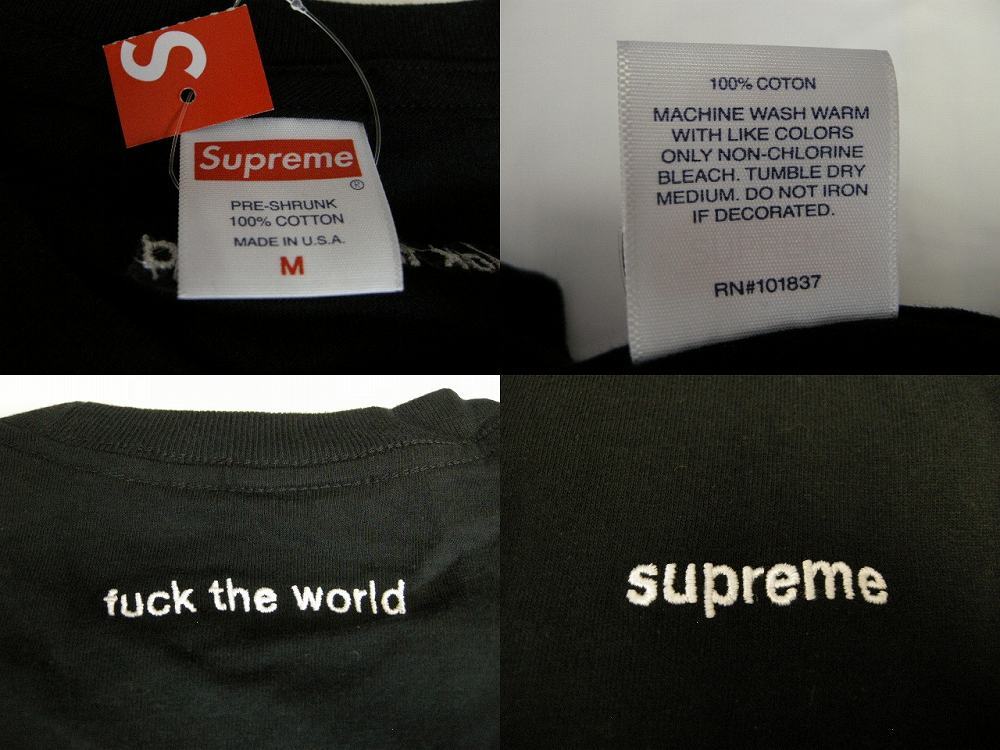 S
Supreme
®
PRE-SHRUNK
100% COTTON
MADE IN U.S.A.
M
100% COTON
MACHINE WASH WARM
WITH LIKE COLORS
ONLY NON-CHLORINE
BLEACH. TUMBLE DRY
MEDIUM. DO NOT IRON
IF DECORATED.
RN#101837
fuck the world
supreme